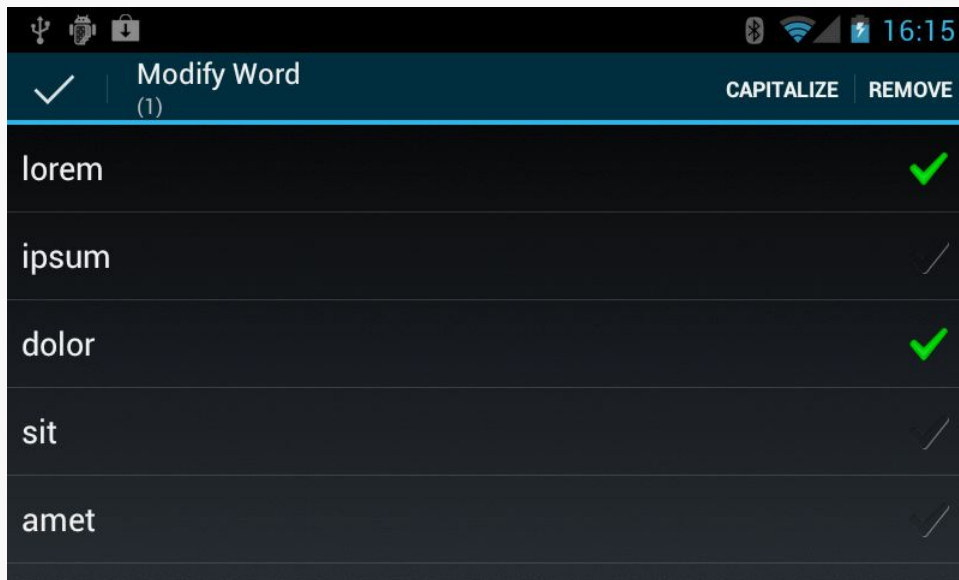 16:15
Modify Word
(1)
CAPITALIZE
REMOVE
lorem
ipsum
dolor
sit
amet